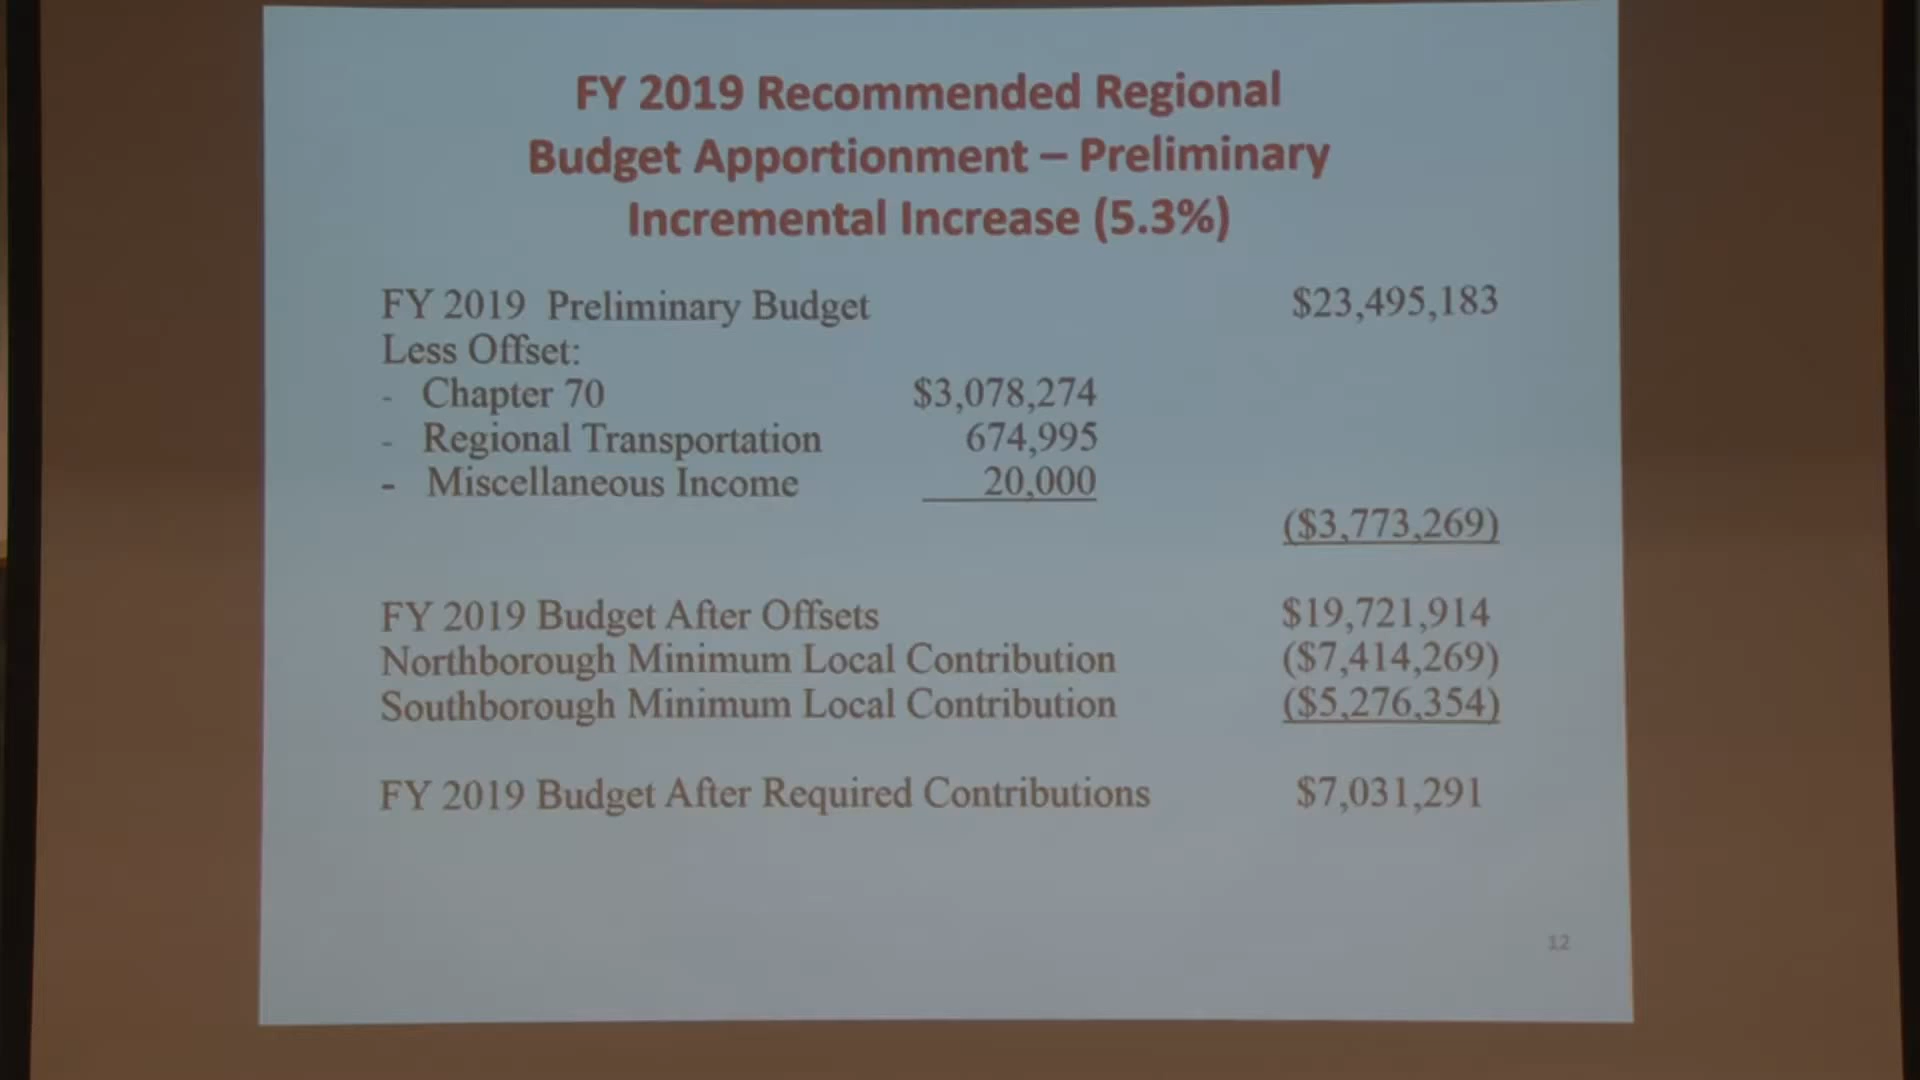 FY 2019 Recommended Regional
Budget Apportionment – Preliminary
Incremental Increase (5.3%)
FY 2019 Preliminary Budget $23,495,183
Less Offset:
- Chapter 70 $3,078,274
- Regional Transportation 674,995
- Miscellaneous Income 20,000
($3,773,269)
FY 2019 Budget After Offsets $19,721,914
Northborough Minimum Local Contribution ($7,414,269)
Southborough Minimum Local Contribution ($5,276,354)
FY 2019 Budget After Required Contributions $7,031,291
12